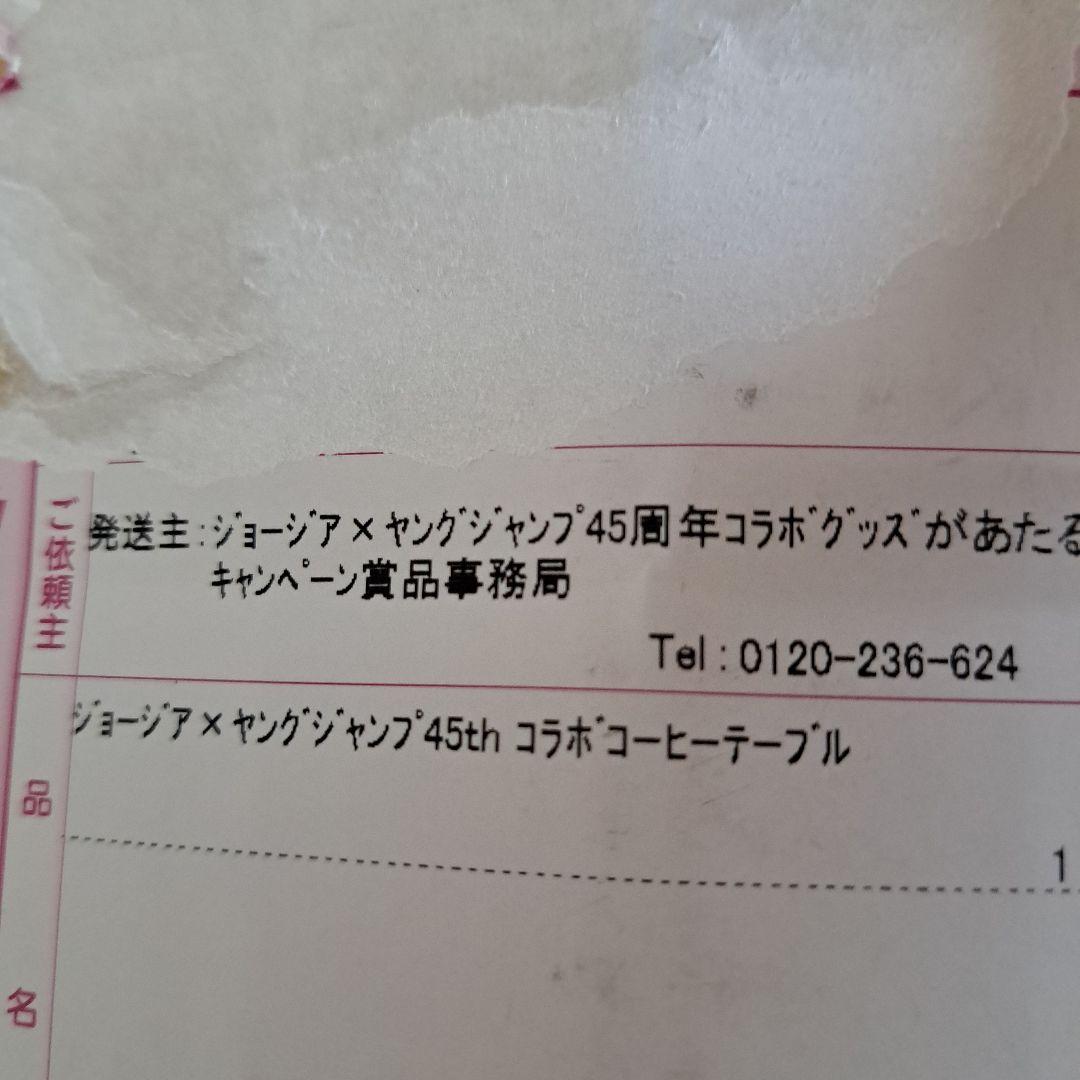 ご依頼主
発送主:ｼﾞｮｰｼﾞｱ×ﾔﾝｸﾞｼﾞｬﾝﾌﾟ45周年ｺﾗﾎﾞｸﾞｯｽﾞがあたる
ｷｬﾝﾍﾟｰﾝ賞品事務局
Tel:0120-236-624
品名
ｼﾞｮｰｼﾞｱ×ﾔﾝｸﾞｼﾞｬﾝﾌﾟ45th ｺﾗﾎﾞｺｰﾋｰﾃｰﾌﾞﾙ
1